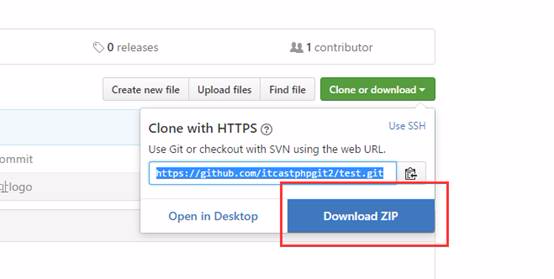 0 releases
1 contributor
Create new file
Upload files
Find file
Clone or download
Clone with HTTPS
Use SSH
Use Git or checkout with SVN using the web URL.
https://github.com/itcastphpgit2/test.git
ommit
logo
Open in Desktop
Download ZIP